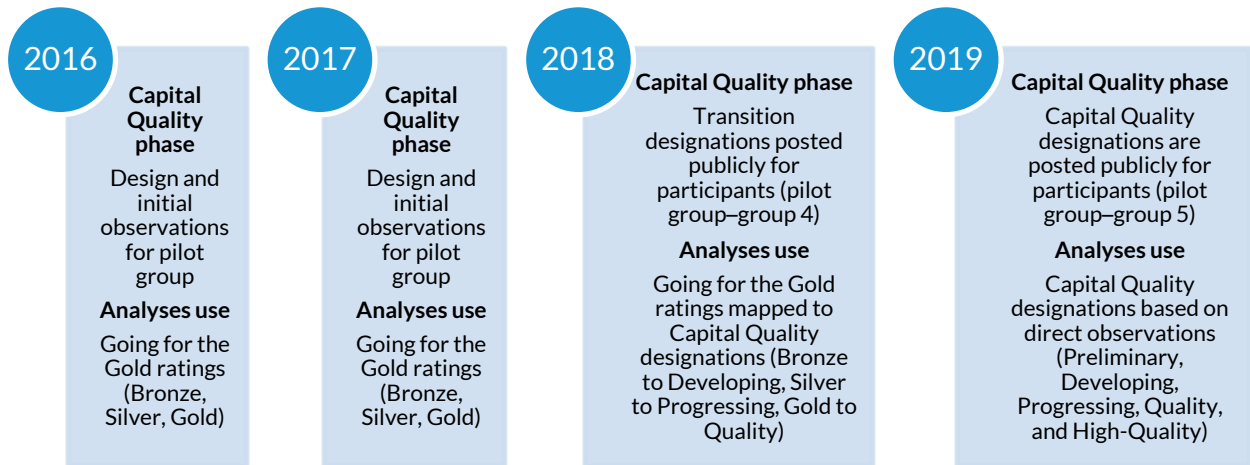 2016
Capital
Quality
phase
Design and
initial
observations
for pilot
group
Analyses use
Going for the
Gold ratings
(Bronze,
Silver, Gold)
2017
Capital
Quality
phase
Design and
initial
observations
for pilot
group
Analyses use
Going for the
Gold ratings
(Bronze,
Silver, Gold)
2018
Capital Quality phase
Transition
designations posted
publicly for
participants (pilot
group–group 4)
Analyses use
Going for the Gold
ratings mapped to
Capital Quality
designations (Bronze
to Developing, Silver
to Progressing, Gold to
Quality)
2019
Capital Quality phase
Capital Quality
designations are
posted publicly for
participants (pilot
group–group 5)
Analyses use
Capital Quality
designations based on
direct observations
(Preliminary,
Developing,
Progressing, Quality,
and High-Quality)